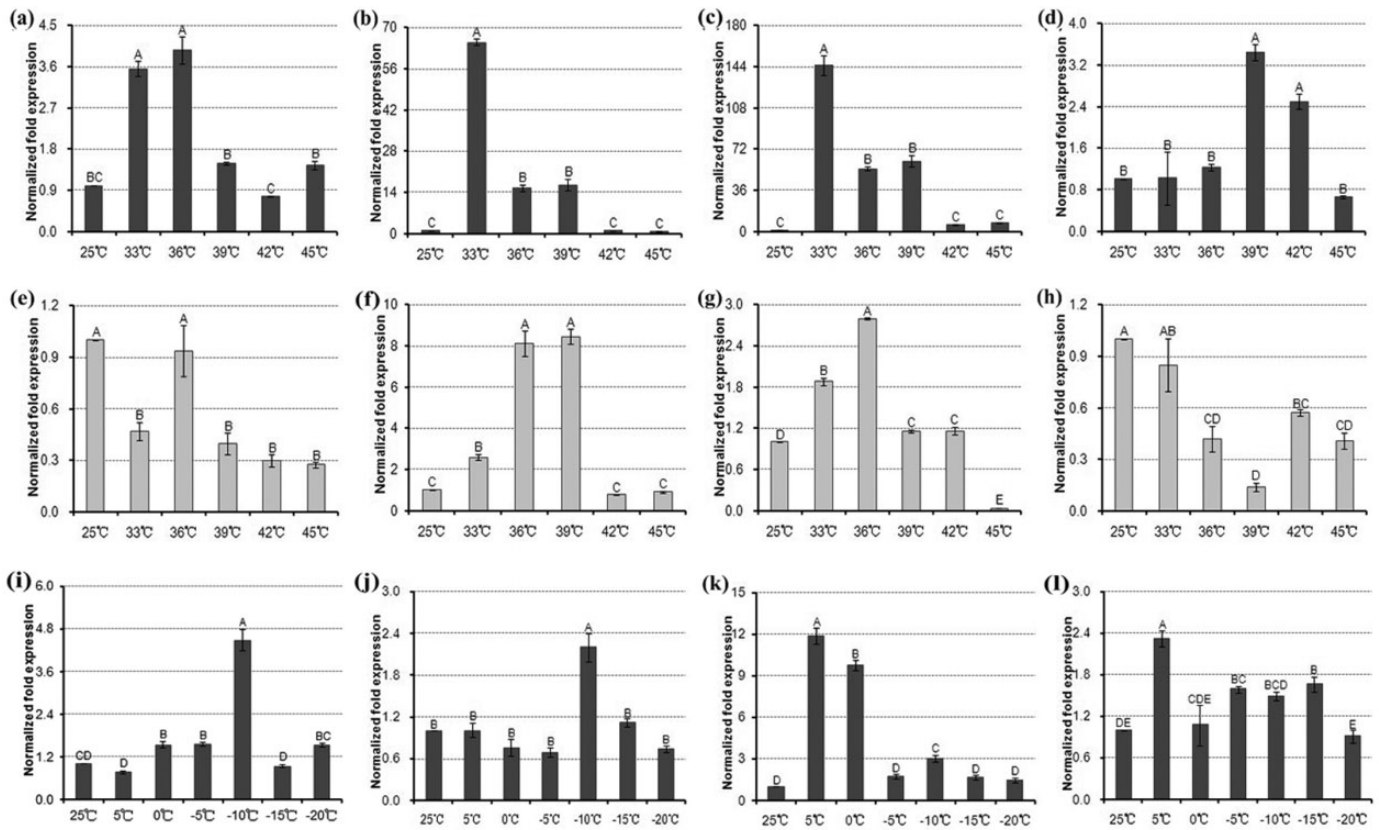 (a)
Normalized fold expression
4.5
3.6
2.7
1.8
0.9
0.0
BC A A B C B
25℃ 33℃ 36℃ 39℃ 42℃ 45℃
(b)
Normalized fold expression
70
56
42
28
14
0
C A B B C C
25℃ 33℃ 36℃ 39℃ 42℃ 45℃
(c)
Normalized fold expression
180
144
108
72
36
0
C A B B C C
25℃ 33℃ 36℃ 39℃ 42℃ 45℃
(d)
Normalized fold expression
4.0
3.2
2.4
1.6
0.8
0.0
B B B A A B
25℃ 33℃ 36℃ 39℃ 42℃ 45℃
(e)
Normalized fold expression
1.2
0.9
0.6
0.3
0.0
A B A B B B
25℃ 33℃ 36℃ 39℃ 42℃ 45℃
(f)
Normalized fold expression
10
8
6
4
2
0
C B A A C C
25℃ 33℃ 36℃ 39℃ 42℃ 45℃
(g)
Normalized fold expression
3.0
2.4
1.8
1.2
0.6
0.0
D B A C C E
25℃ 33℃ 36℃ 39℃ 42℃ 45℃
(h)
Normalized fold expression
1.2
0.9
0.6
0.3
0.0
A AB CD D BC CD
25℃ 33℃ 36℃ 39℃ 42℃ 45℃
(i)
Normalized fold expression
6.0
4.8
3.6
2.4
1.2
0.0
CD D B B A D BC
25℃ 5℃ 0℃ -5℃ -10℃ -15℃ -20℃
(j)
Normalized fold expression
3.0
2.4
1.8
1.2
0.6
0.0
B B B B A B B
25℃ 5℃ 0℃ -5℃ -10℃ -15℃ -20℃
(k)
Normalized fold expression
15
12
9
6
3
0
D A B D C D D
25℃ 5℃ 0℃ -5℃ -10℃ -15℃ -20℃
(l)
Normalized fold expression
3.0
2.4
1.8
1.2
0.6
0.0
DE A CDE BC BCD B E
25℃ 5℃ 0℃ -5℃ -10℃ -15℃ -20℃